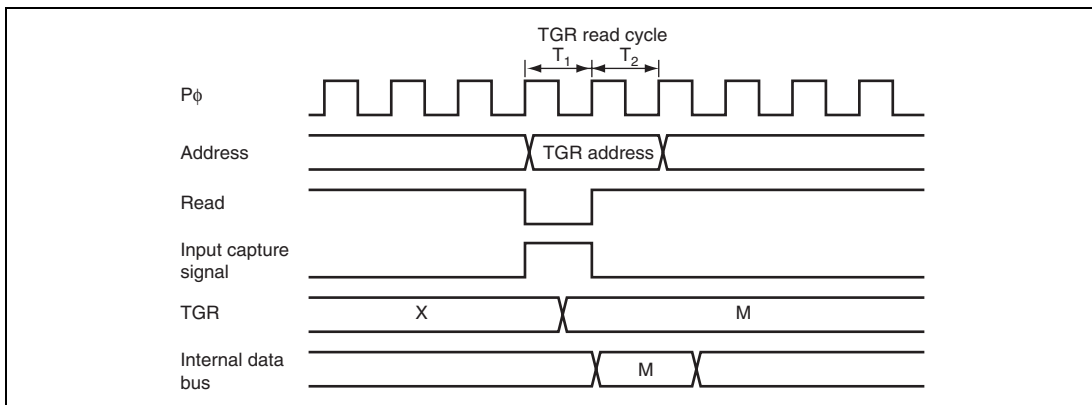 TGR read cycle
T1 T2
Pϕ
Address
TGR address
Read
Input capture
signal
TGR
X
M
Internal data
bus
M